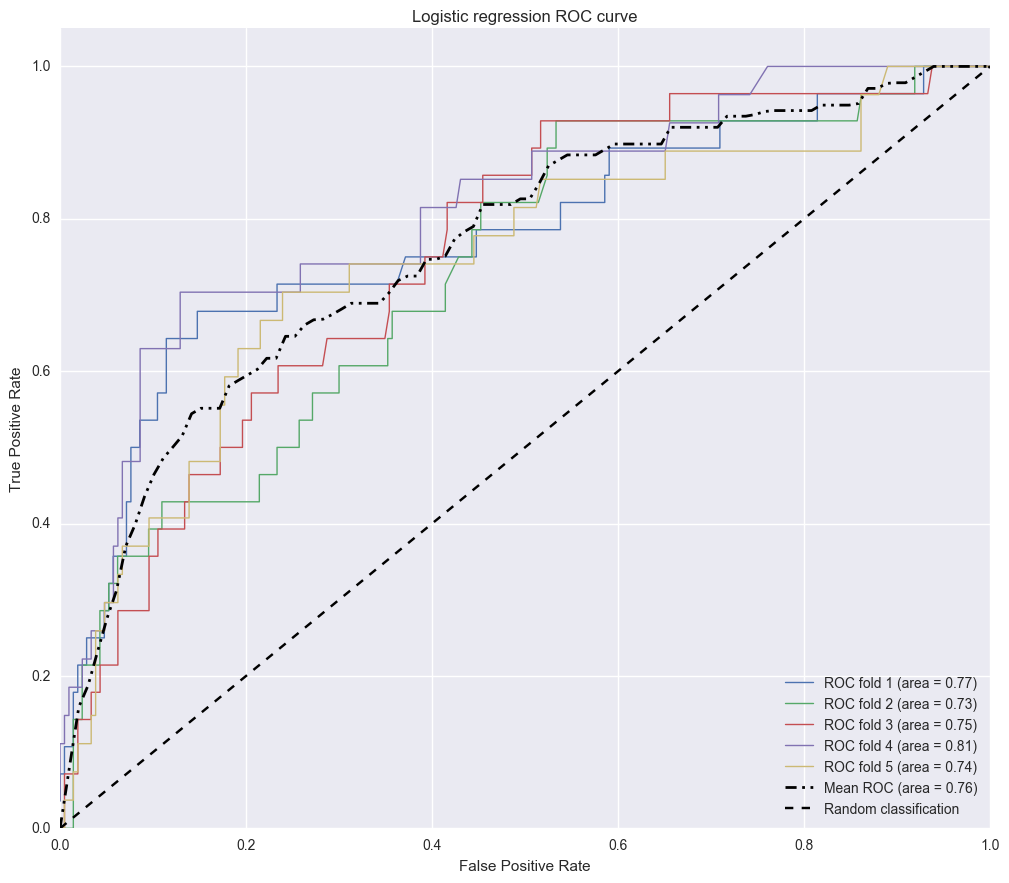 Logistic regression ROC curve
True Positive Rate
1.0
0.8
0.6
0.4
0.2
0.0
ROC fold 1 (area = 0.77)
ROC fold 2 (area = 0.73)
ROC fold 3 (area = 0.75)
ROC fold 4 (area = 0.81)
ROC fold 5 (area = 0.74)
Mean ROC (area = 0.76)
Random classification
0.0 0.2 0.4 0.6 0.8 1.0
False Positive Rate